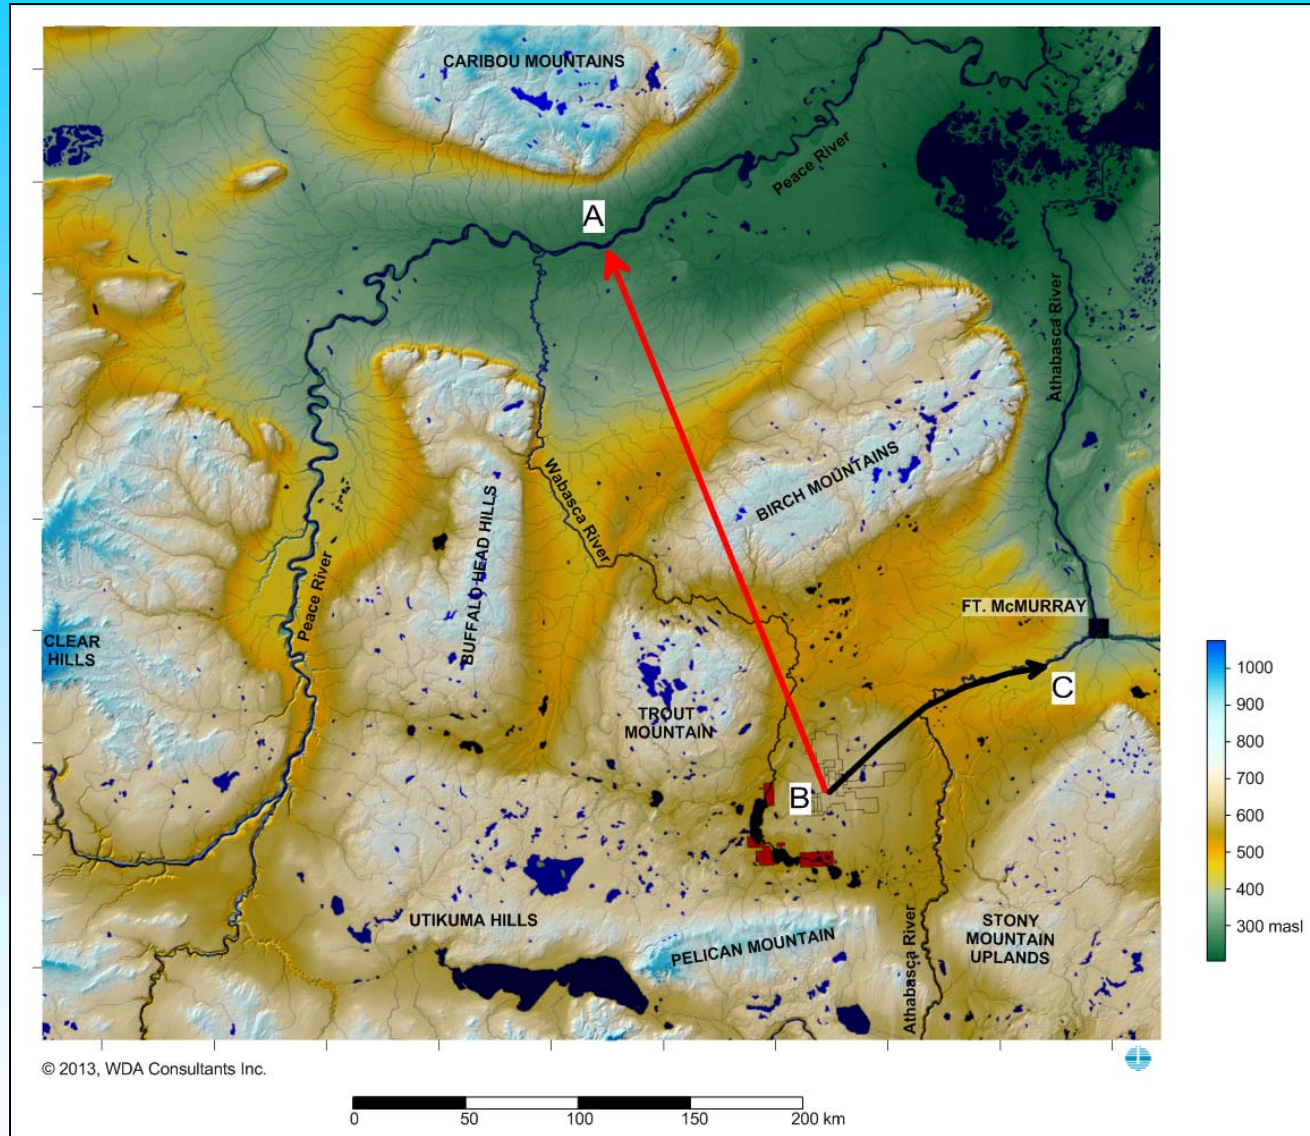 CARIBOU MOUNTAINS
Peace River
A
Athabasca River
BIRCH MOUNTAINS
Wabasca River
BUFFALO HEAD HILLS
Peace River
FT. McMURRAY
CLEAR
HILLS
C
TROUT
MOUNTAIN
B
UTIKUMA HILLS
PELICAN MOUNTAIN
Athabasca River
STONY
MOUNTAIN
UPLANDS
1000
900
800
700
600
500
400
300 masl
© 2013, WDA Consultants Inc.
0 50 100 150 200 km